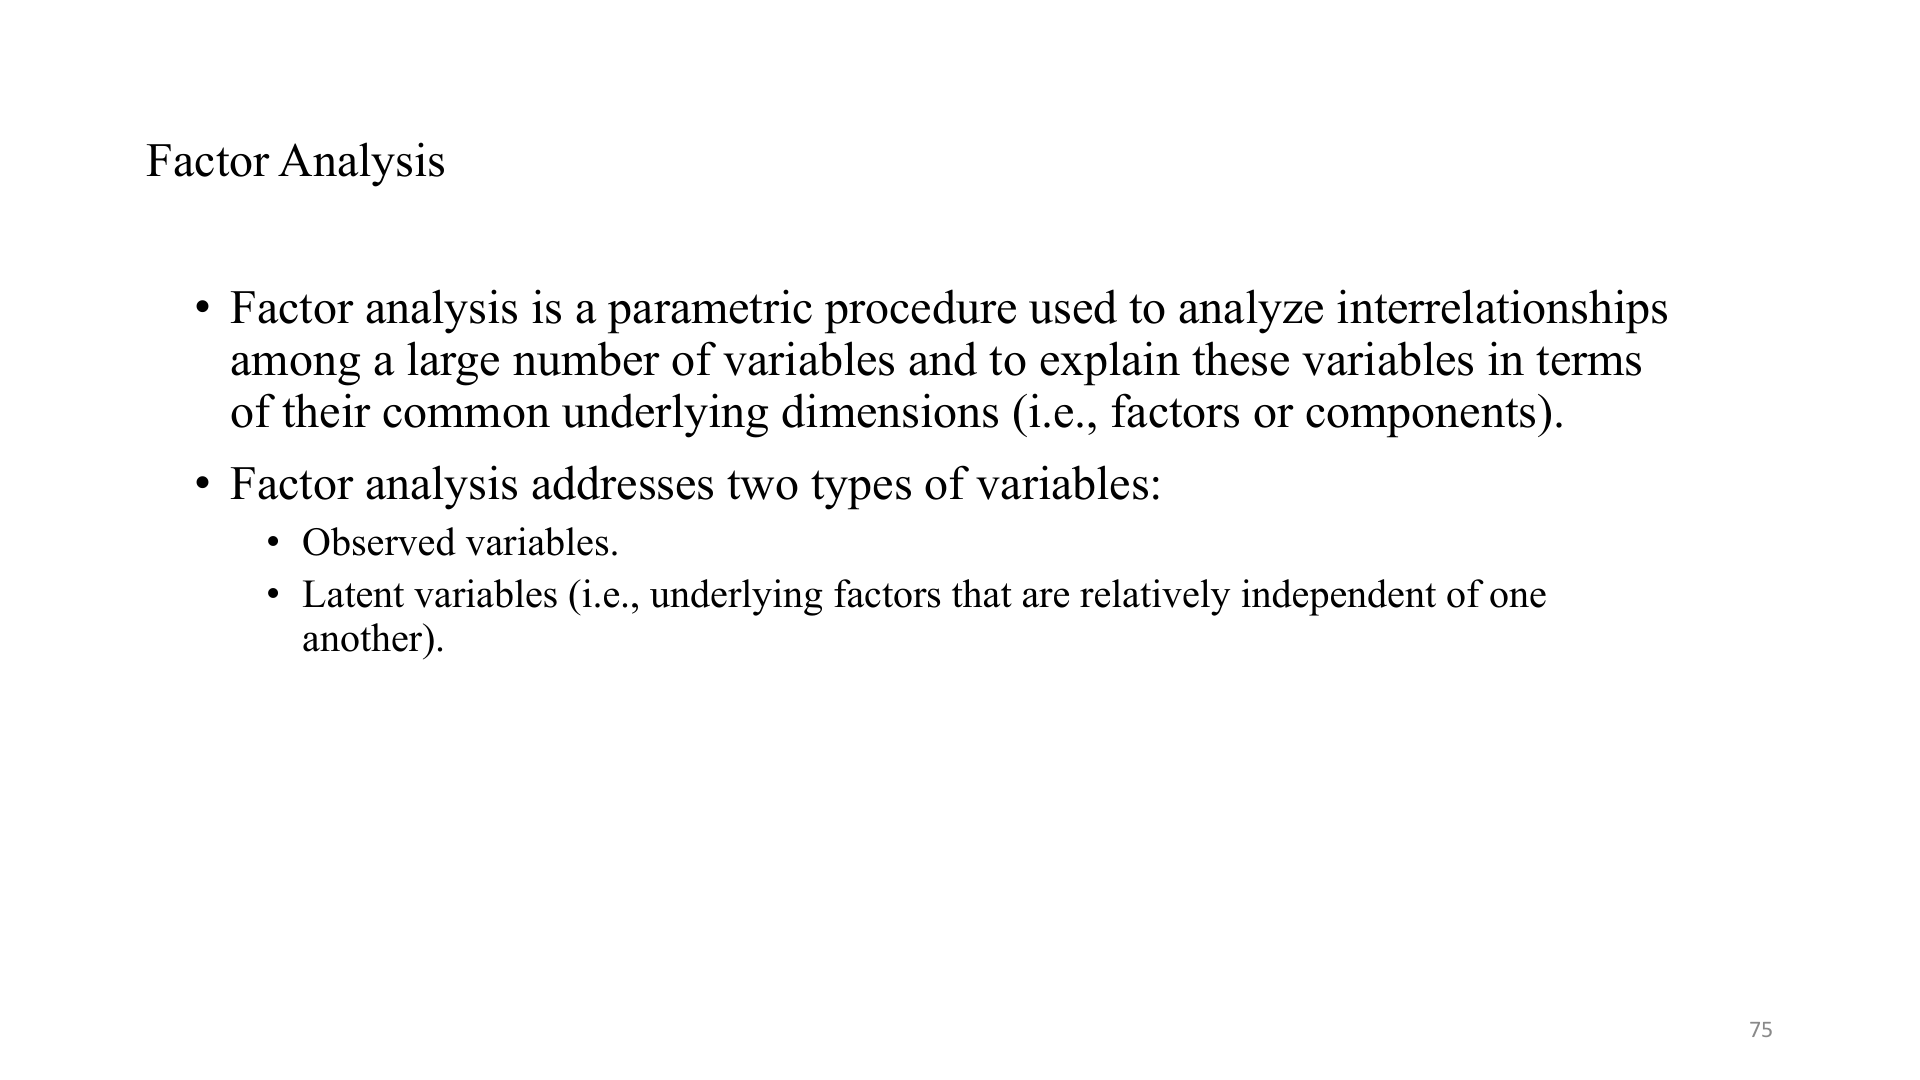 Factor Analysis
• Factor analysis is a parametric procedure used to analyze interrelationships
among a large number of variables and to explain these variables in terms
of their common underlying dimensions (i.e., factors or components).
• Factor analysis addresses two types of variables:
• Observed variables.
• Latent variables (i.e., underlying factors that are relatively independent of one
another).
75